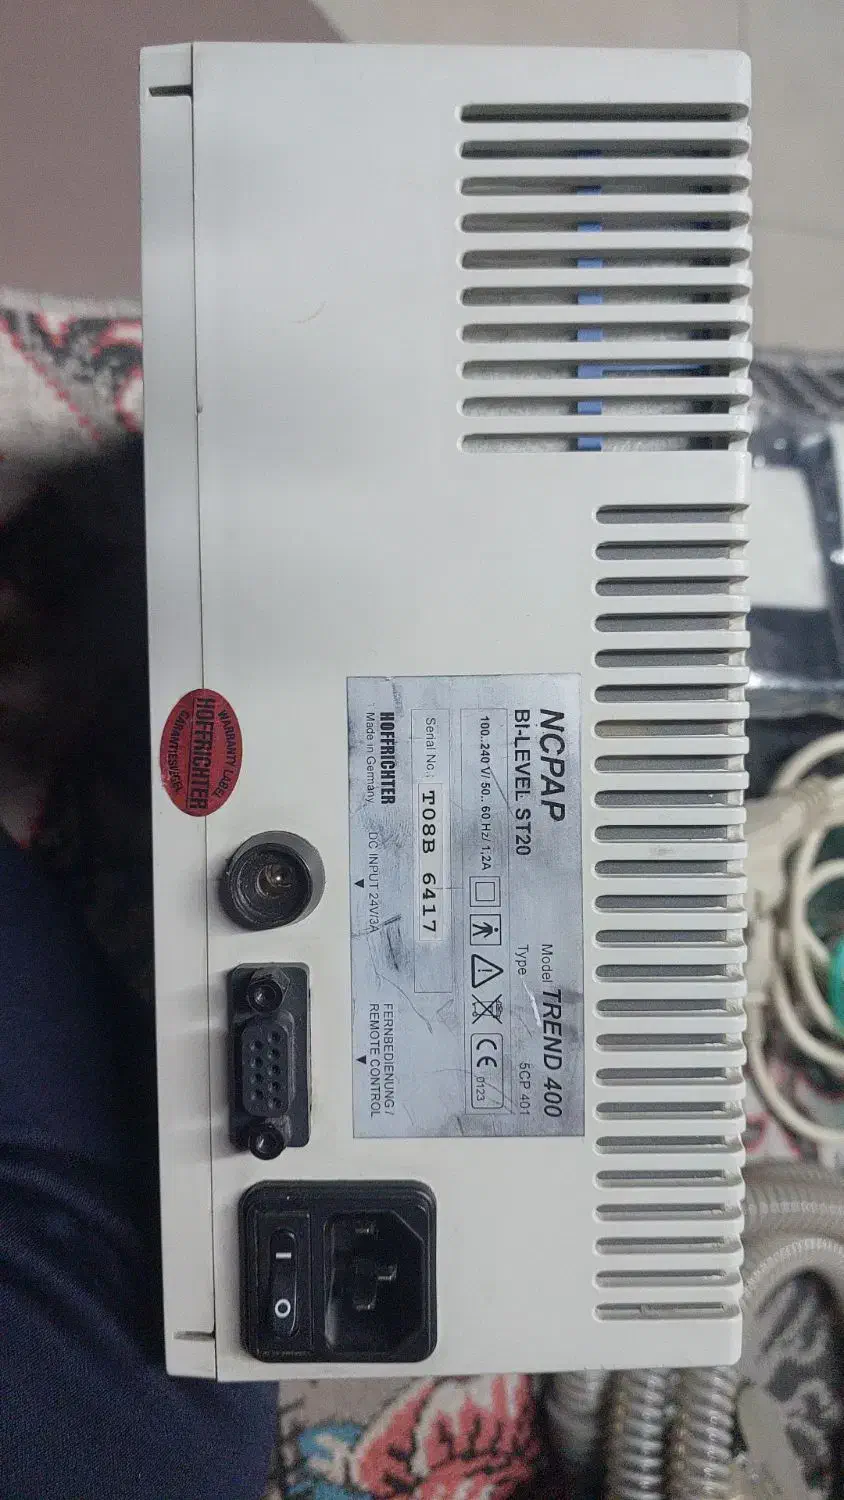 NCPAP
Model TREND 400
BI-LEVEL ST20
Type 5CP 401
100..240 V/ 50.. 60 Hz/ 1,2A
CE 0123
Serial No.: T08B 6417
HOFFRICHTER
Made in Germany
DC INPUT 24V/3A
FERNBEDIENUNG /
REMOTE CONTROL
WARRANTY LABEL
HOFFRICHTER
GARANTIESIEGEL
I
O